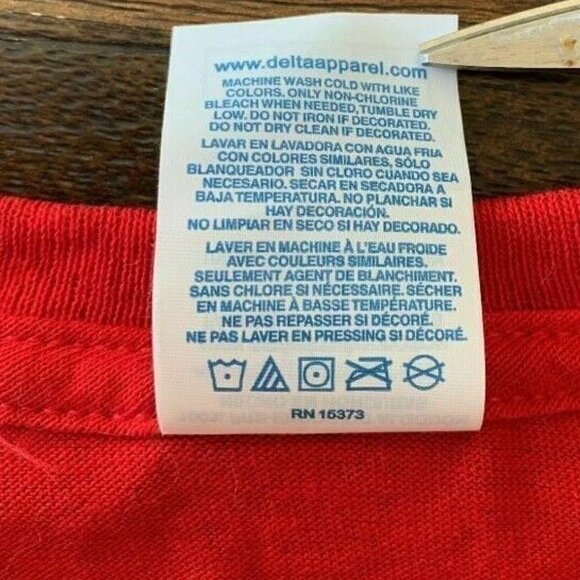 www.deltaapparel.com
MACHINE WASH COLD WITH LIKE
COLORS. ONLY NON-CHLORINE
BLEACH WHEN NEEDED, TUMBLE DRY
LOW. DO NOT IRON IF DECORATED.
DO NOT DRY CLEAN IF DECORATED.
LAVAR EN LAVADORA CON AGUA FRIA
CON COLORES SIMILARES, SÓLO
BLANQUEADOR SIN CLORO CUANDO SEA
NECESARIO. SECAR EN SECADORA A
BAJA TEMPERATURA. NO PLANCHAR SI
HAY DECORACIÓN.
NO LIMPIAR EN SECO SI HAY DECORADO.
LAVER EN MACHINE À L'EAU FROIDE
AVEC COULEURS SIMILAIRES.
SEULEMENT AGENT DE BLANCHIMENT.
SANS CHLORE SI NÉCESSAIRE. SÉCHER
EN MACHINE À BASSE TEMPÉRATURE.
NE PAS REPASSER SI DÉCORÉ.
NE PAS LAVER EN PRESSING SI DÉCORÉ.
RN 15373